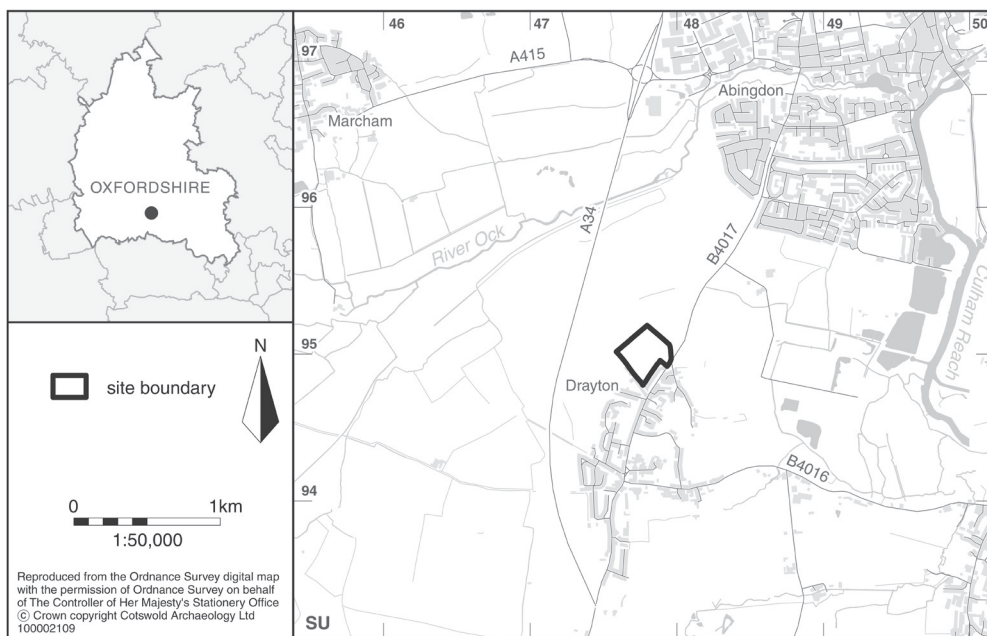 OXFORDSHIRE
site boundary
N
0 1km
1:50,000
Reproduced from the Ordnance Survey digital map
with the permission of Ordnance Survey on behalf
of The Controller of Her Majesty's Stationery Office
© Crown copyright Cotswold Archaeology Ltd
100002109
46 47 48 49 50
97
A415
Abingdon
Marcham
96
A34
River Ock
B4017
Culham Reach
95
Drayton
B4016
94
SU